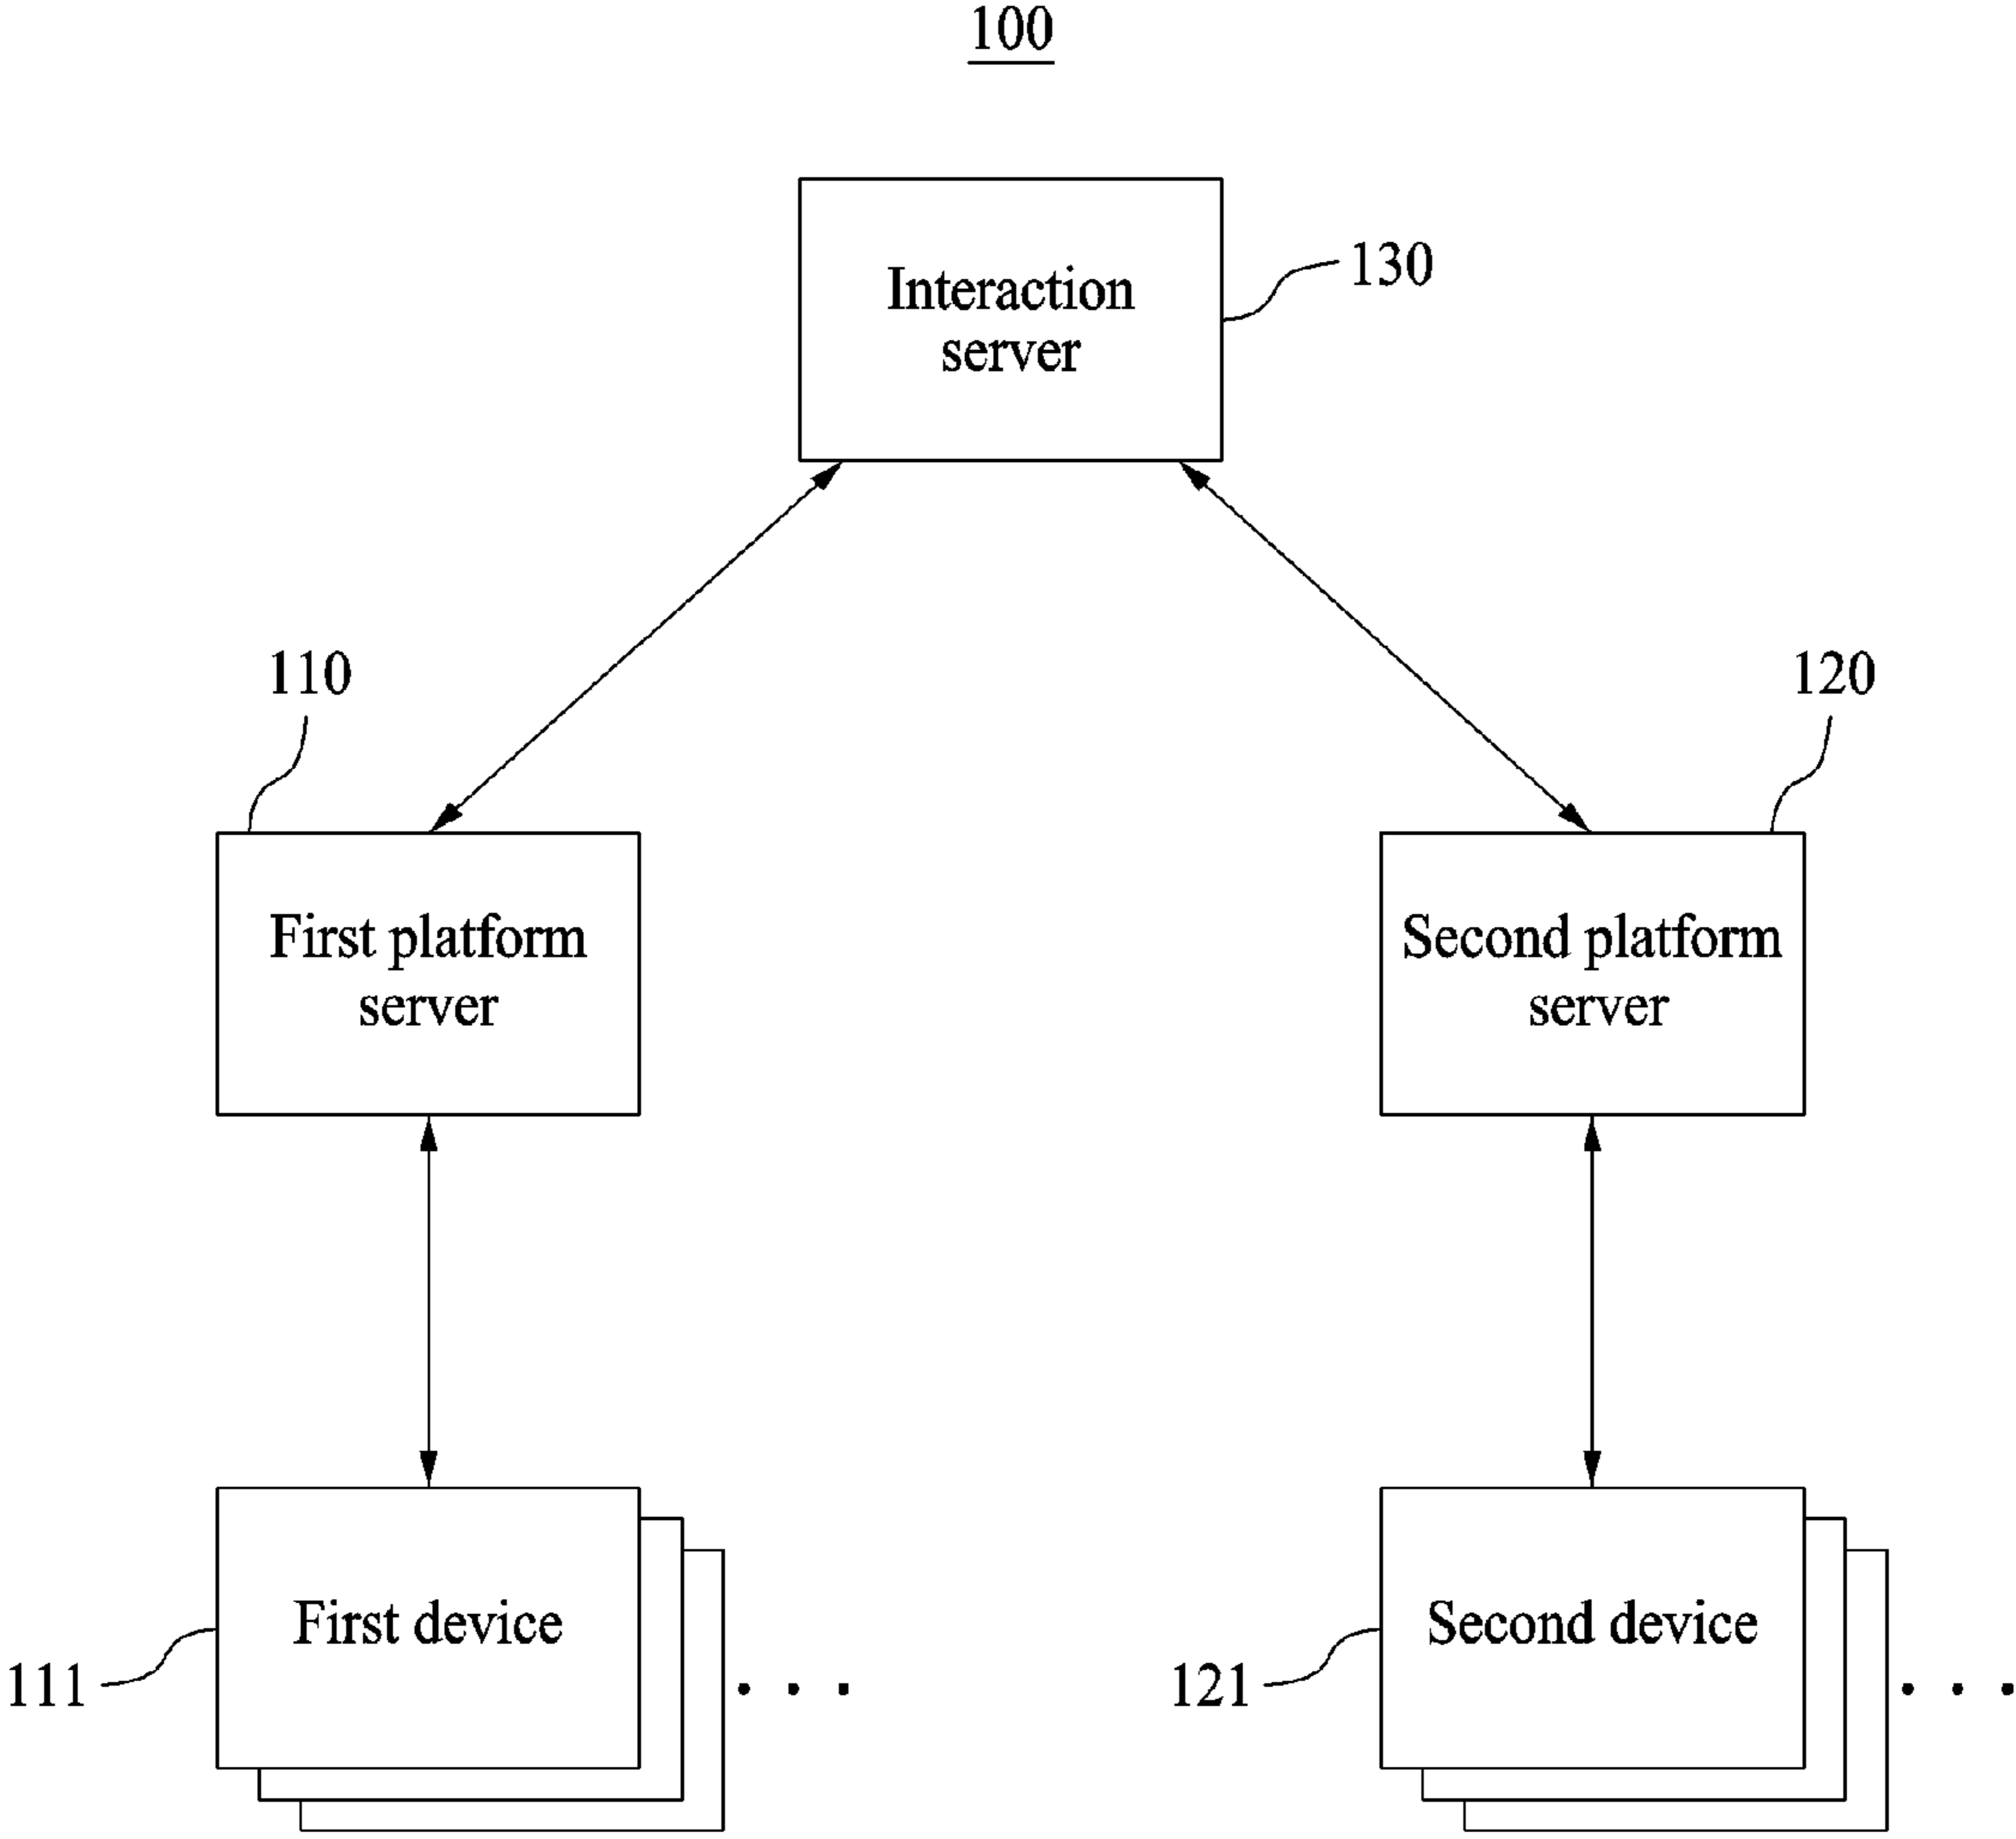 100
Interaction
server
130
110
120
First platform
server
Second platform
server
First device
Second device
111
121